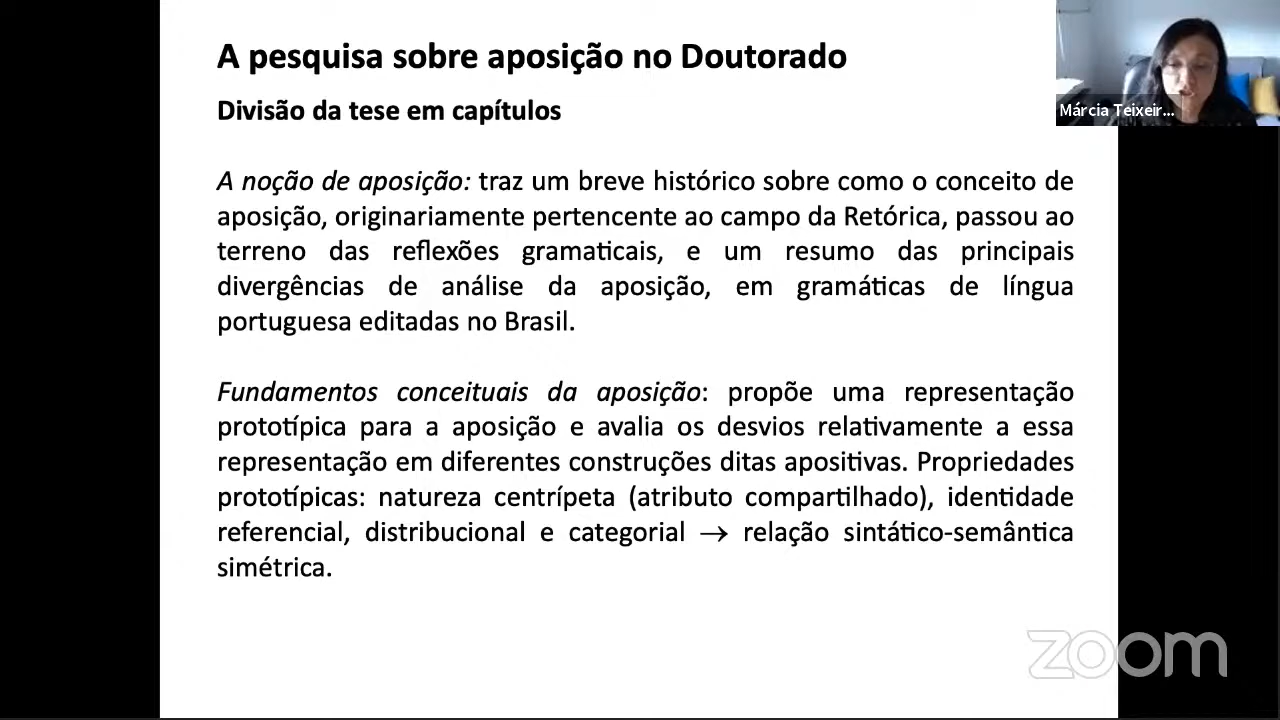 A pesquisa sobre aposição no Doutorado
Divisão da tese em capítulos
Márcia Teixeir...
A noção de aposição: traz um breve histórico sobre como o conceito de
aposição, originariamente pertencente ao campo da Retórica, passou ao
terreno das reflexões gramaticais, e um resumo das principais
divergências de análise da aposição, em gramáticas de língua
portuguesa editadas no Brasil.
Fundamentos conceituais da aposição: propõe uma representação
prototípica para a aposição e avalia os desvios relativamente a essa
representação em diferentes construções ditas apositivas. Propriedades
prototípicas: natureza centrípeta (atributo compartilhado), identidade
referencial, distribucional e categorial → relação sintático-semântica
simétrica.
zoom